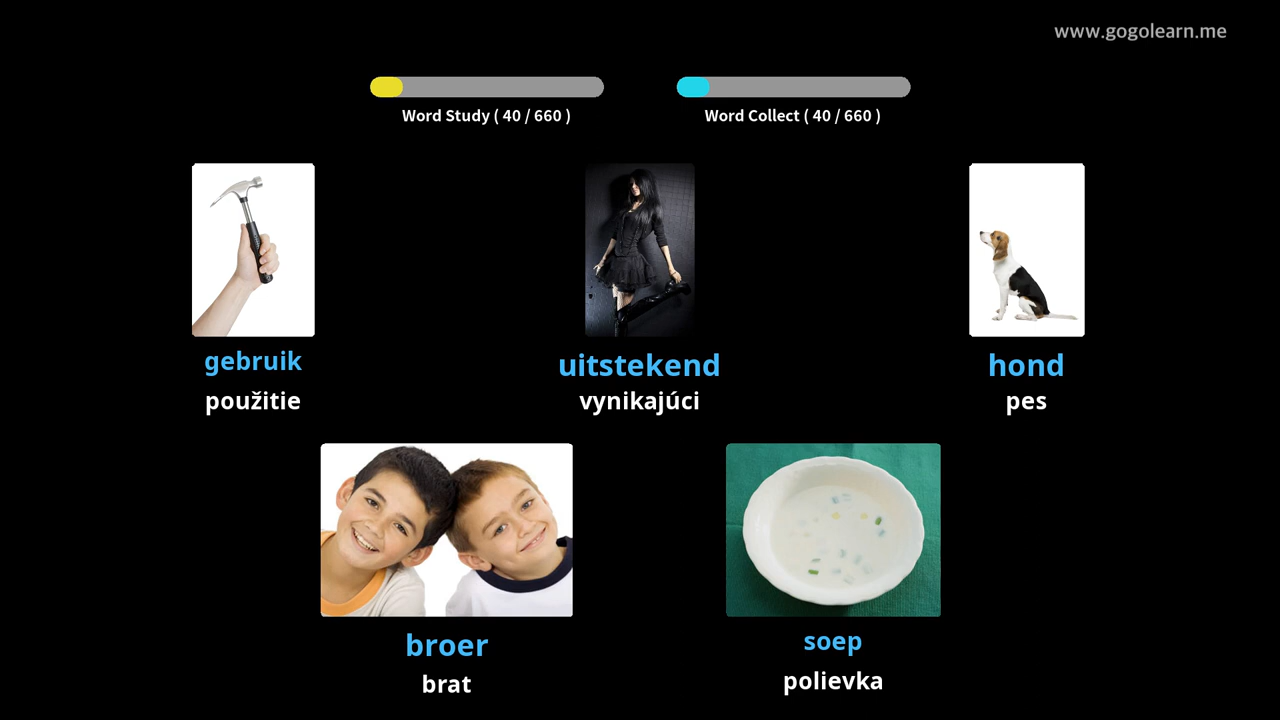 www.gogolearn.me
Word Study ( 40 / 660 )
Word Collect ( 40 / 660 )
gebruik
použitie
uitstekend
vynikajúci
hond
pes
broer
brat
soep
polievka